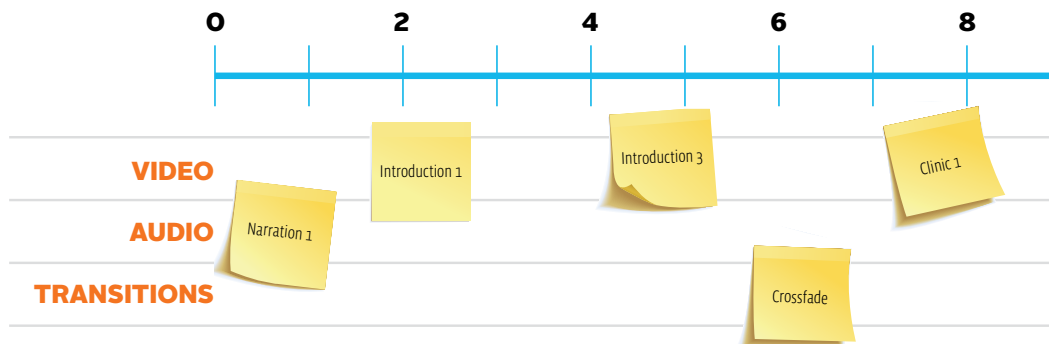 0 2 4 6 8
VIDEO
Introduction 1
Introduction 3
Clinic 1
AUDIO
Narration 1
TRANSITIONS
Crossfade